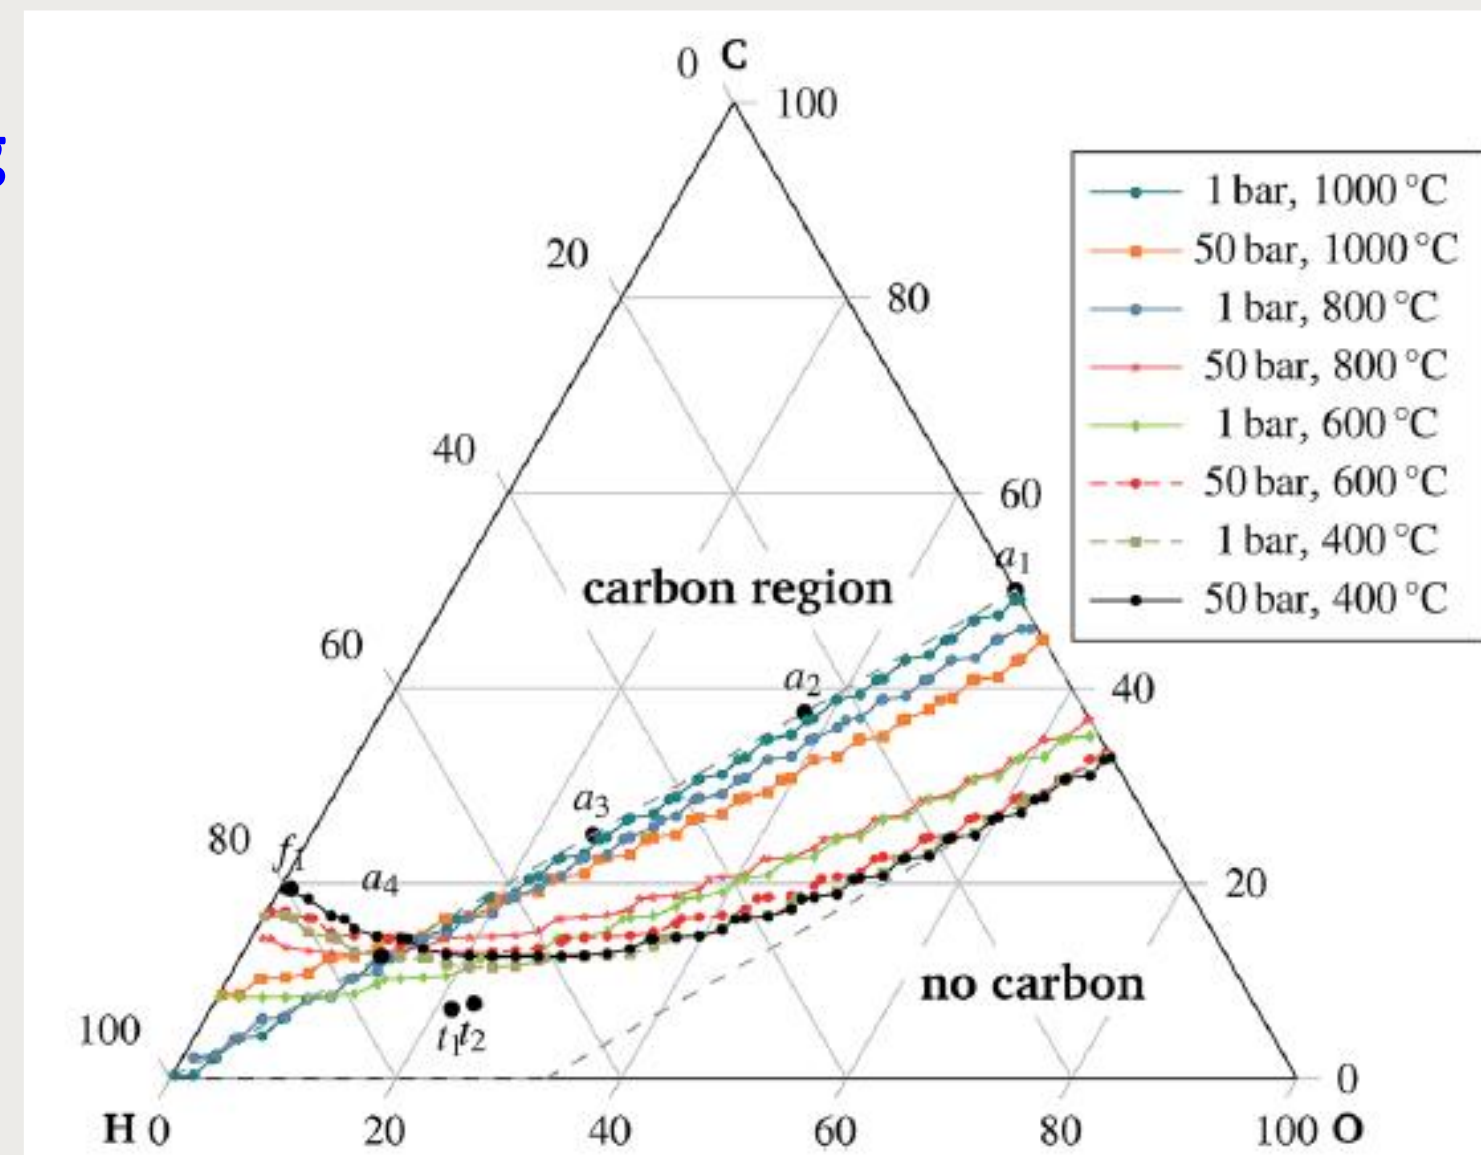 0 C
100
g
1 bar, 1000 °C
20
50 bar, 1000 °C
80
1 bar, 800 °C
50 bar, 800 °C
40
1 bar, 600 °C
60
50 bar, 600 °C
1 bar, 400 °C
a1
carbon region
50 bar, 400 °C
60
a2
40
a3
80
f1
a4
20
no carbon
100
t1 t2
0
H 0 20 40 60 80 100 O